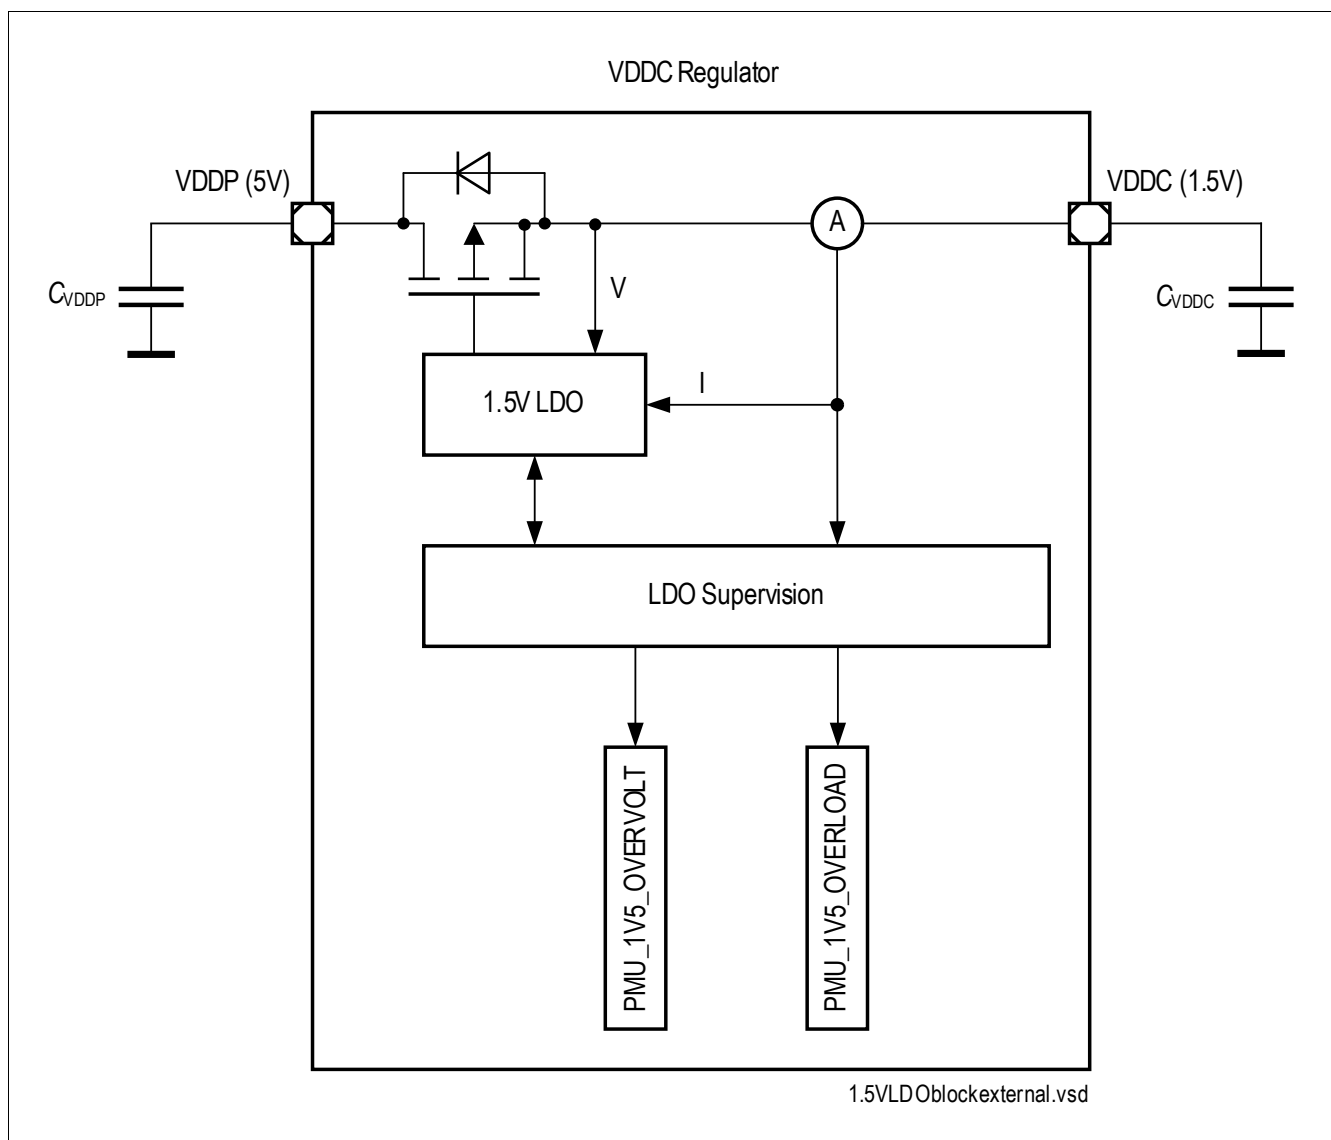 VDDC Regulator
VDDP (5V)
VDDC (1.5V)
A
CVDDP
V
CVDDC
I
1.5V LDO
LDO Supervision
PMU_1V5_OVERVOLT
PMU_1V5_OVERLOAD
1.5VLDOblockexternal.vsd